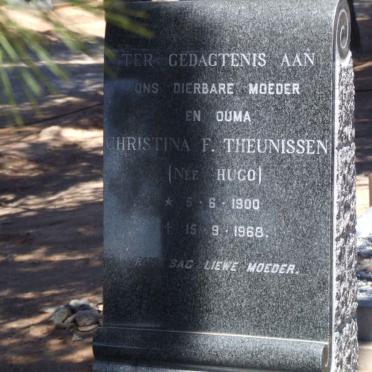 TER GEDAGTENIS AAN
ONS DIERBARE MOEDER
EN OUMA
CHRISTINA F. THEUNISSEN
(NEE HUGO)
★ 5 - 6 - 1900
† 15 - 9 - 1968.
SAG LIEWE MOEDER.